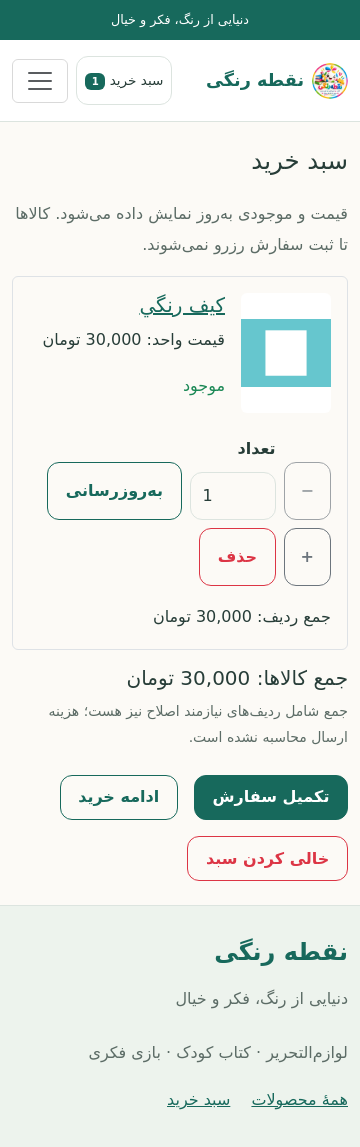 دنیایی از رنگ، فکر و خیال
نقطه رنگی
سبد خرید 1
سبد خرید
قیمت و موجودی به‌روز نمایش داده می‌شود. کالاها
تا ثبت سفارش رزرو نمی‌شوند.
کیف رنگي
قیمت واحد: 30,000 تومان
موجود
تعداد
− 1 به‌روزرسانی
+ حذف
جمع ردیف: 30,000 تومان
جمع کالاها: 30,000 تومان
جمع شامل ردیف‌های نیازمند اصلاح نیز هست؛ هزینه
ارسال محاسبه نشده است.
تکمیل سفارش ادامه خرید
خالی کردن سبد
نقطه رنگی
دنیایی از رنگ، فکر و خیال
لوازم‌التحریر · کتاب کودک · بازی فکری
همهٔ محصولات سبد خرید